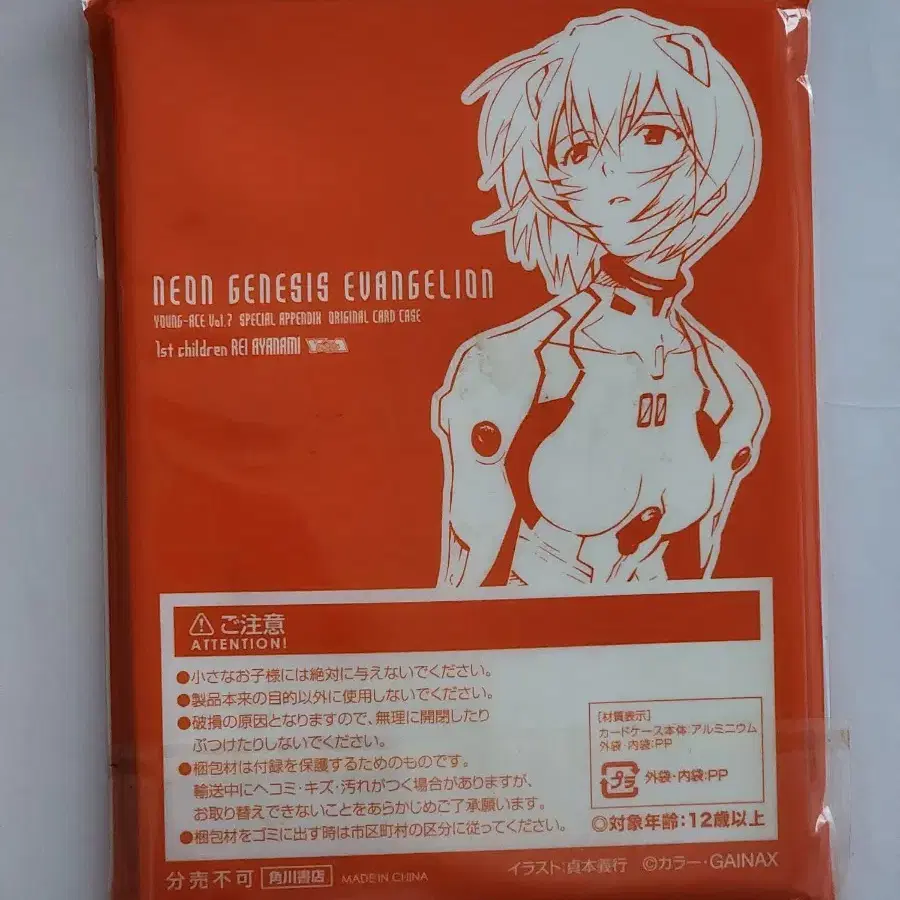 NEON GENESIS EVANGELION
YOUNG-ACE Vol.7 SPECIAL APPENDIX ORIGINAL CARD CASE
1st children REI AYANAMI
00
ご注意
ATTENTION!
●小さなお子様には絶対に与えないでください。
●製品本来の目的以外に使用しないでください。
●破損の原因となりますので、無理に開閉したり
ぶつけたりしないでください。
●梱包材は付録を保護するためのものです。
輸送中にヘコミ・キズ・汚れがつく場合がありますが、
お取り替えできないことをあらかじめご了承願います。
●梱包材をゴミに出す時は市区町村の区分に従ってください。
[材質表示]
カードケース本体:アルミニウム
外袋・内袋:PP
プラ 外袋・内袋:PP
◎対象年齢:12歳以上
分売不可 角川書店 MADE IN CHINA
イラスト:貞本義行 ©カラー・GAINAX